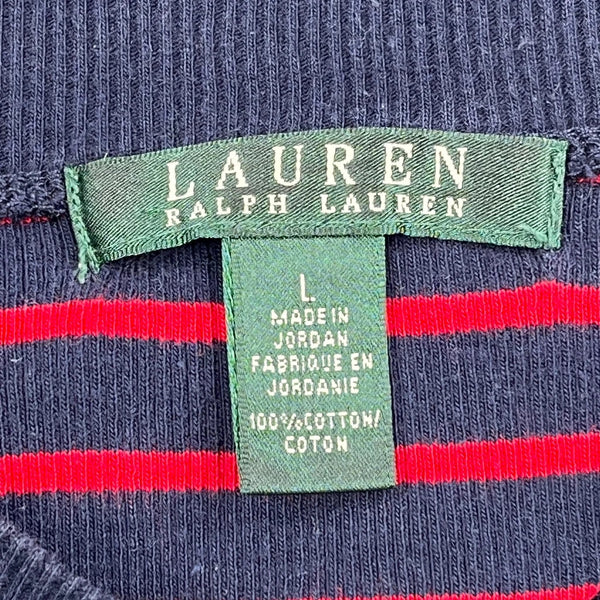 LAUREN
RALPH LAUREN
L
MADE IN
JORDAN
FABRIQUE EN
JORDANIE
100%COTTON/
COTON